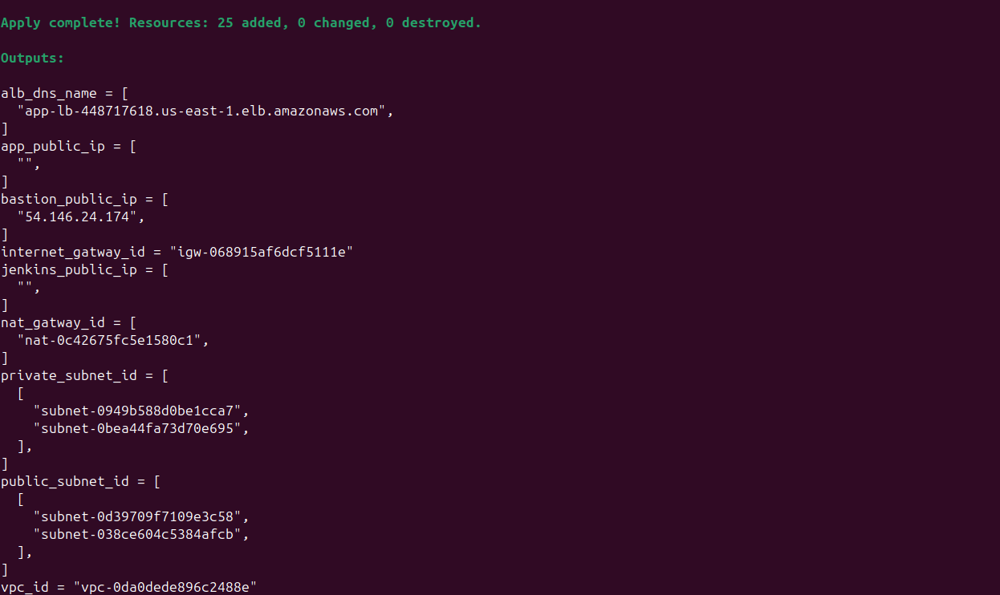 Apply complete! Resources: 25 added, 0 changed, 0 destroyed.
Outputs:
alb_dns_name = [
  "app-lb-448717618.us-east-1.elb.amazonaws.com",
]
app_public_ip = [
  "",
]
bastion_public_ip = [
  "54.146.24.174",
]
internet_gatway_id = "igw-068915af6dcf5111e"
jenkins_public_ip = [
  "",
]
nat_gatway_id = [
  "nat-0c42675fc5e1580c1",
]
private_subnet_id = [
  [
    "subnet-0949b588d0be1cca7",
    "subnet-0bea44fa73d70e695",
  ],
]
public_subnet_id = [
  [
    "subnet-0d39709f7109e3c58",
    "subnet-038ce604c5384afcb",
  ],
]
vpc_id = "vpc-0da0dede896c2488e"